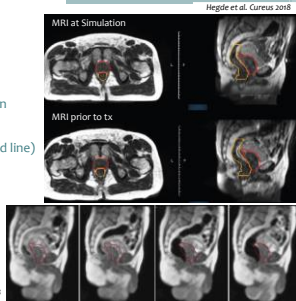 Hegde et al. Cureus 2018
MRI at Simulation
n
MRI prior to tx
d line)